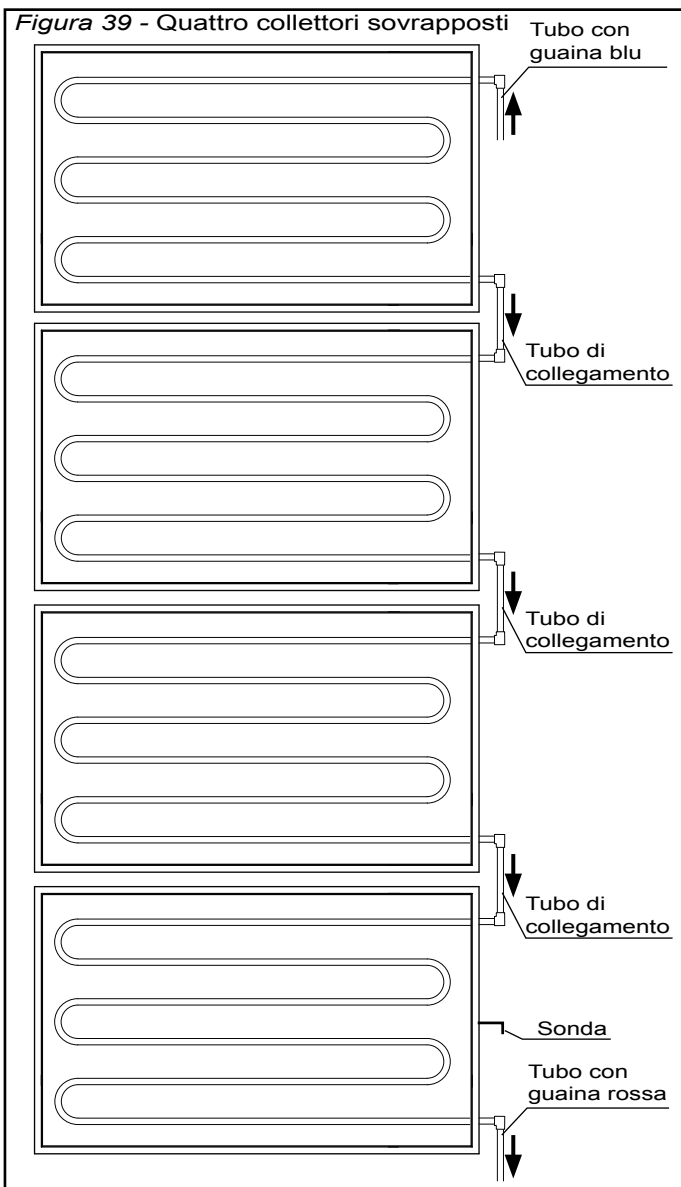 Figura 39 - Quattro collettori sovrapposti
Tubo con
guaina blu
Tubo di
collegamento
Tubo di
collegamento
Tubo di
collegamento
Sonda
Tubo con
guaina rossa